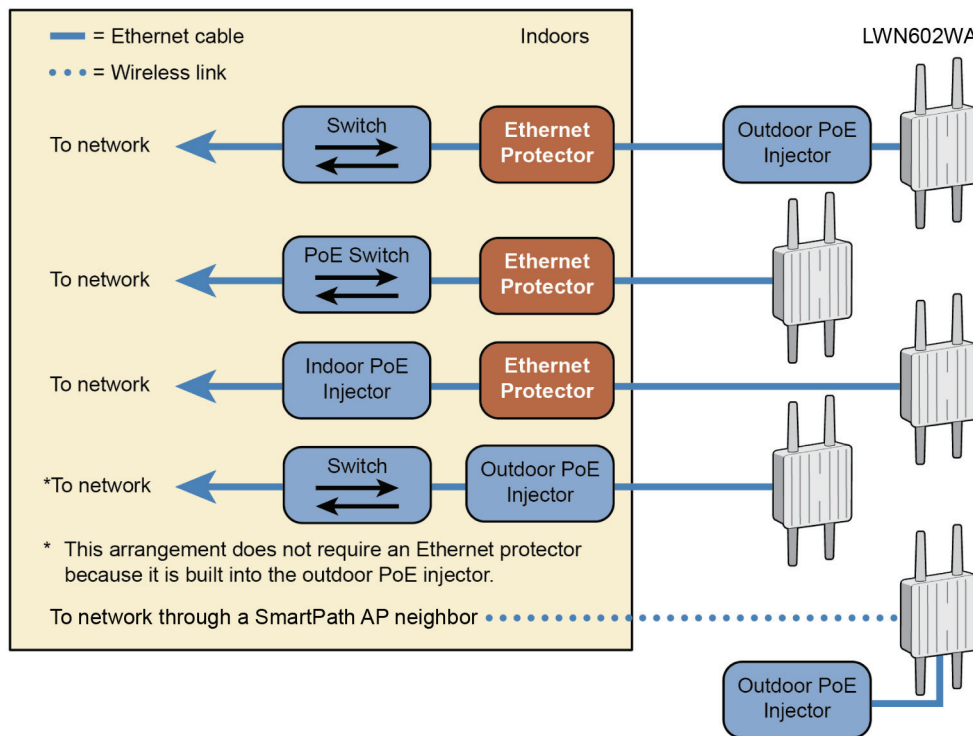 = Ethernet cable
Indoors
LWN602WA
= Wireless link
To network
Switch
Ethernet
Protector
Outdoor PoE
Injector
To network
PoE Switch
Ethernet
Protector
To network
Indoor PoE
Injector
Ethernet
Protector
*To network
Switch
Outdoor PoE
Injector
* This arrangement does not require an Ethernet protector
because it is built into the outdoor PoE injector.
To network through a SmartPath AP neighbor
Outdoor PoE
Injector